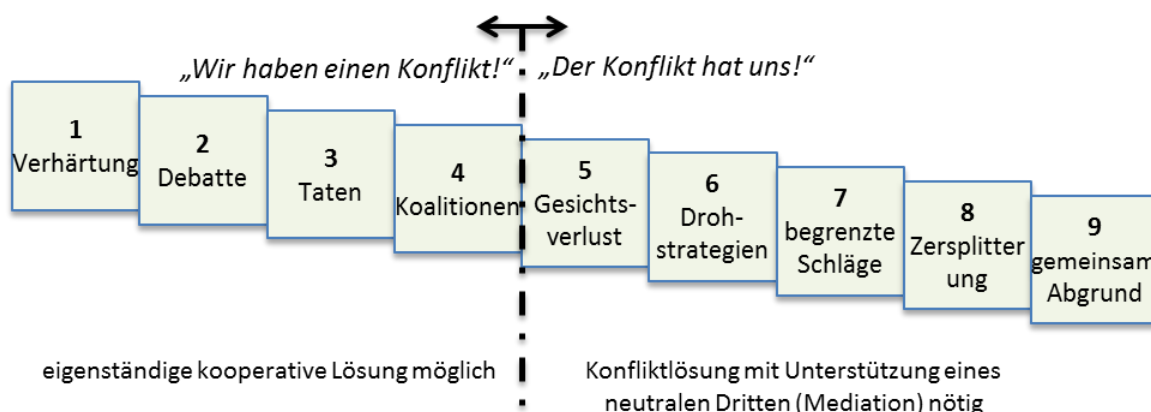 „Wir haben einen Konflikt!“
„Der Konflikt hat uns!“
1
Verhärtung
2
Debatte
3
Taten
4
Koalitionen
5
Gesichts-
verlust
6
Droh-
strategien
7
begrenzte
Schläge
8
Zersplitter
ung
9
gemeinsam
Abgrund
eigenständige kooperative Lösung möglich
Konfliktlösung mit Unterstützung eines
neutralen Dritten (Mediation) nötig